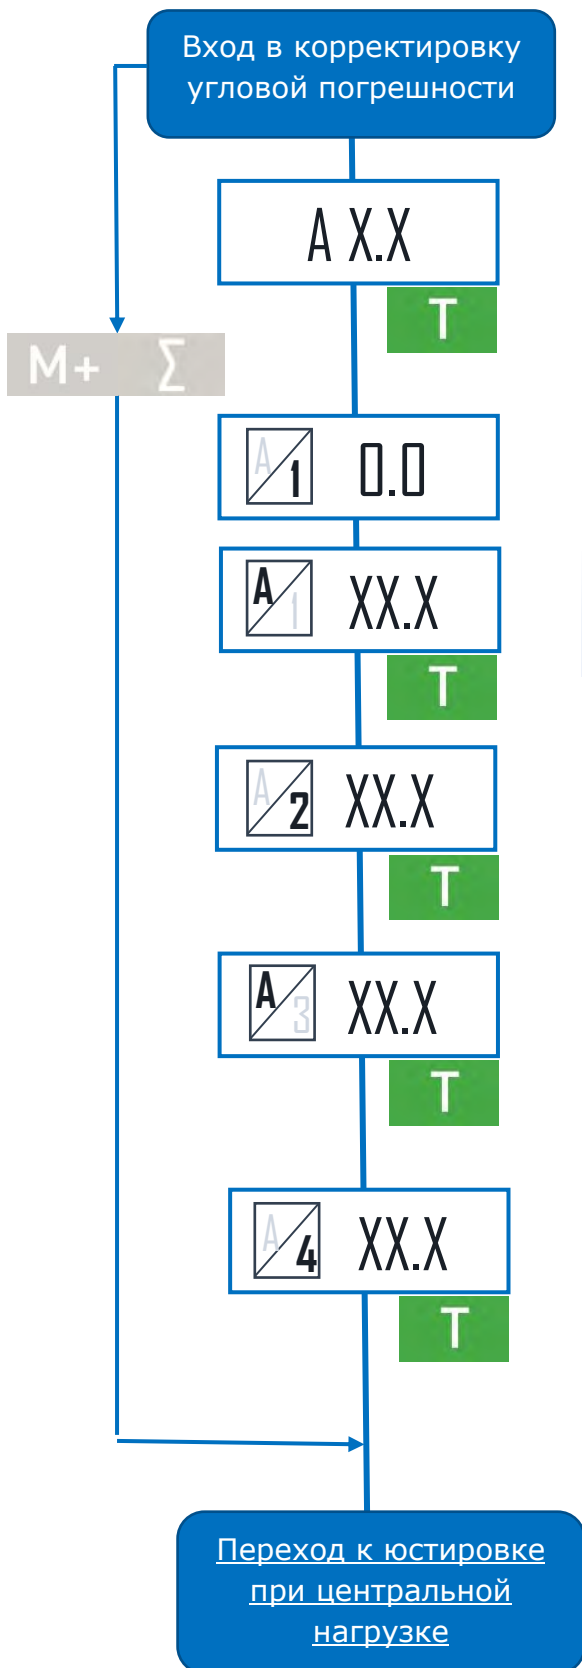 Вход в корректировку
угловой погрешности
A X.X
T
M+ Σ
A/1 0.0
A/1 XX.X
T
A/2 XX.X
T
A/3 XX.X
T
A/4 XX.X
T
Переход к юстировке
при центральной
нагрузке